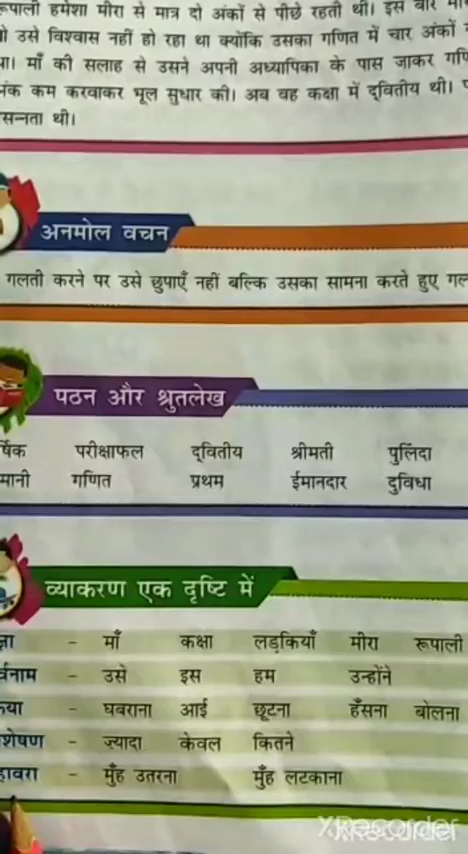 रूपाली हमेशा मीरा से मात्र दो अंकों से पीछे रहती थी। इस बार
उसे विश्वास नहीं हो रहा था क्योंकि उसका गणित में चार अंकों
माँ की सलाह से उसने अपनी अध्यापिका के पास जाकर
कम करवाकर भूल सुधार की। अब वह कक्षा में द्वितीय थी।
थी।
अनमोल वचन
गलती करने पर उसे छुपाएँ नहीं बल्कि उसका सामना करते हुए
पठन और श्रुतलेख
र्षिक परीक्षाफल द्वितीय श्रीमती पुलिंदा
मानी गणित प्रथम ईमानदार दुविधा
व्याकरण एक दृष्टि में
ज्ञा - माँ कक्षा लड़कियाँ मीरा रूपाली
र्वनाम - उसे इस हम उन्होंने
या - घबराना आई छूटना हँसना बोलना
शेषण - ज़्यादा केवल कितने
हावरा - मुँह उतरना मुँह लटकाना
XRecorder